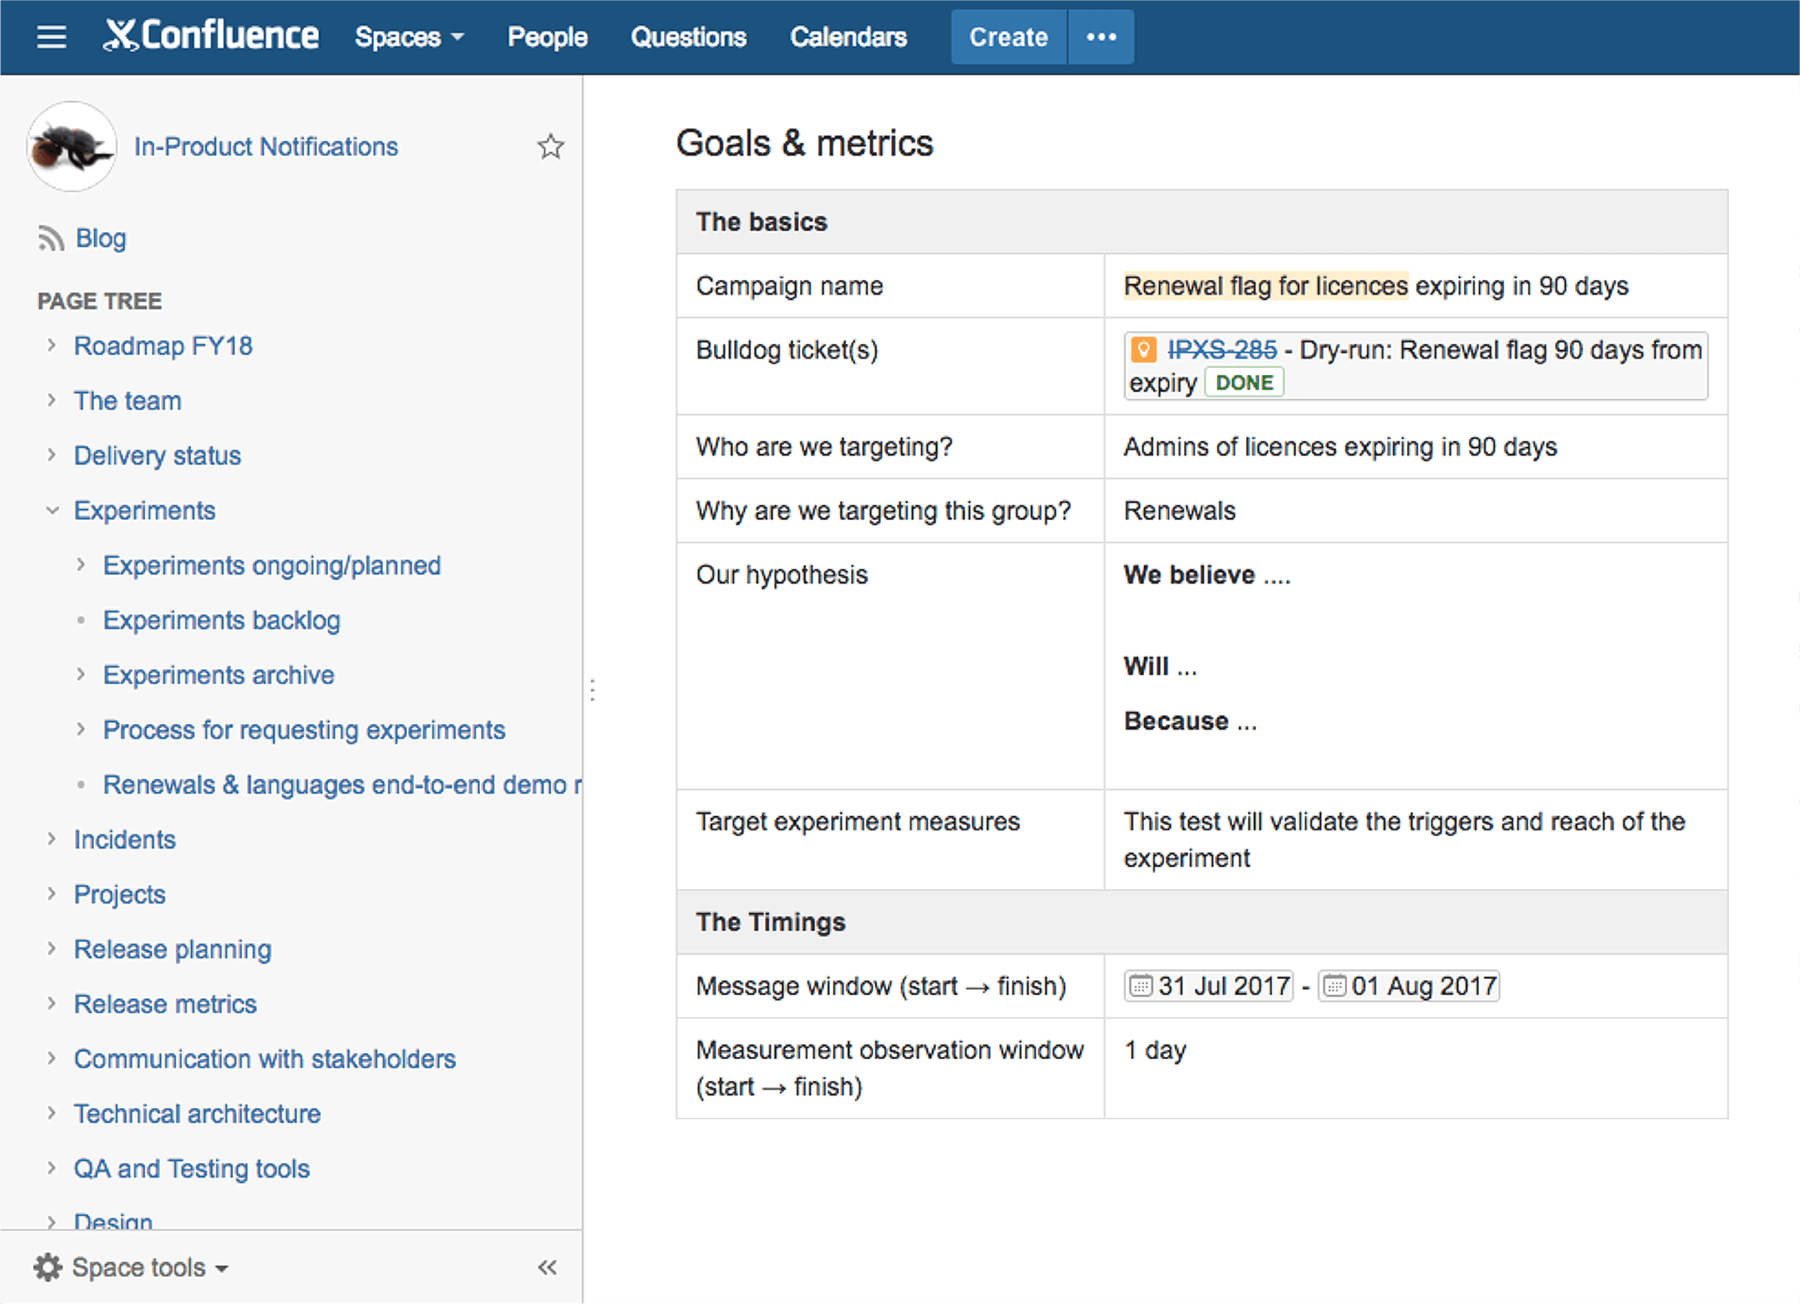 Confluence Spaces People Questions Calendars Create
In-Product Notifications
Blog
PAGE TREE
Roadmap FY18
The team
Delivery status
Experiments
Experiments ongoing/planned
Experiments backlog
Experiments archive
Process for requesting experiments
Renewals & languages end-to-end demo r
Incidents
Projects
Release planning
Release metrics
Communication with stakeholders
Technical architecture
QA and Testing tools
Design
Space tools
Goals & metrics
The basics
Campaign name
Renewal flag for licences expiring in 90 days
Bulldog ticket(s)
IPXS-285 - Dry-run: Renewal flag 90 days from
expiry DONE
Who are we targeting?
Admins of licences expiring in 90 days
Why are we targeting this group?
Renewals
Our hypothesis
We believe ....
Will ...
Because ...
Target experiment measures
This test will validate the triggers and reach of the
experiment
The Timings
Message window (start → finish)
31 Jul 2017 - 01 Aug 2017
Measurement observation window
(start → finish)
1 day